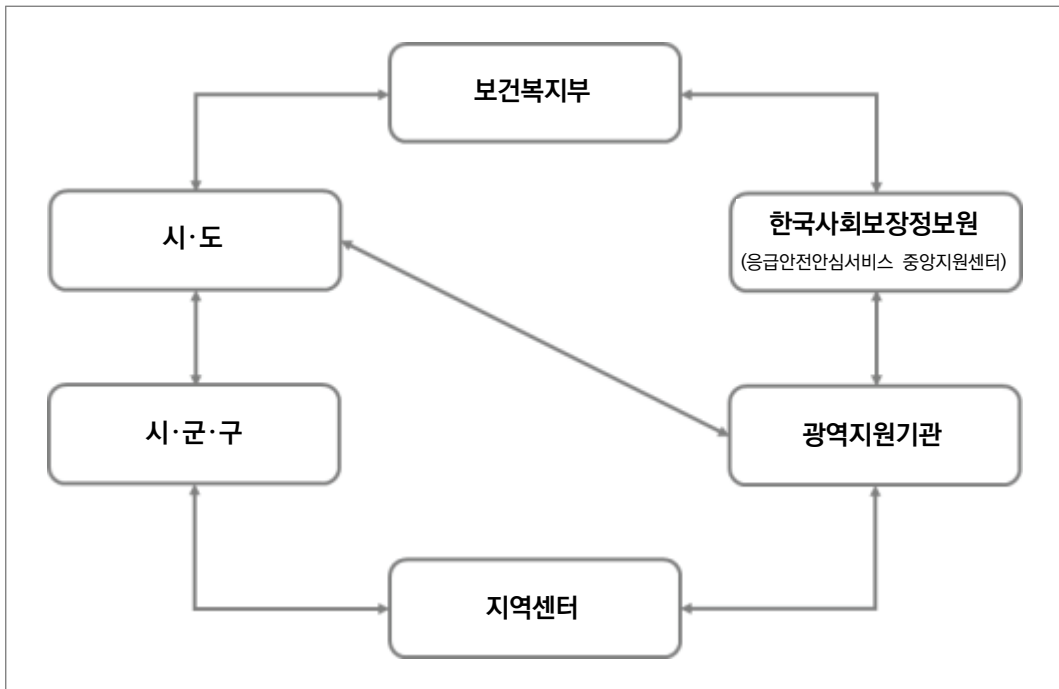 보건복지부
시·도
한국사회보장정보원
(응급안전안심서비스 중앙지원센터)
시·군·구
광역지원기관
지역센터